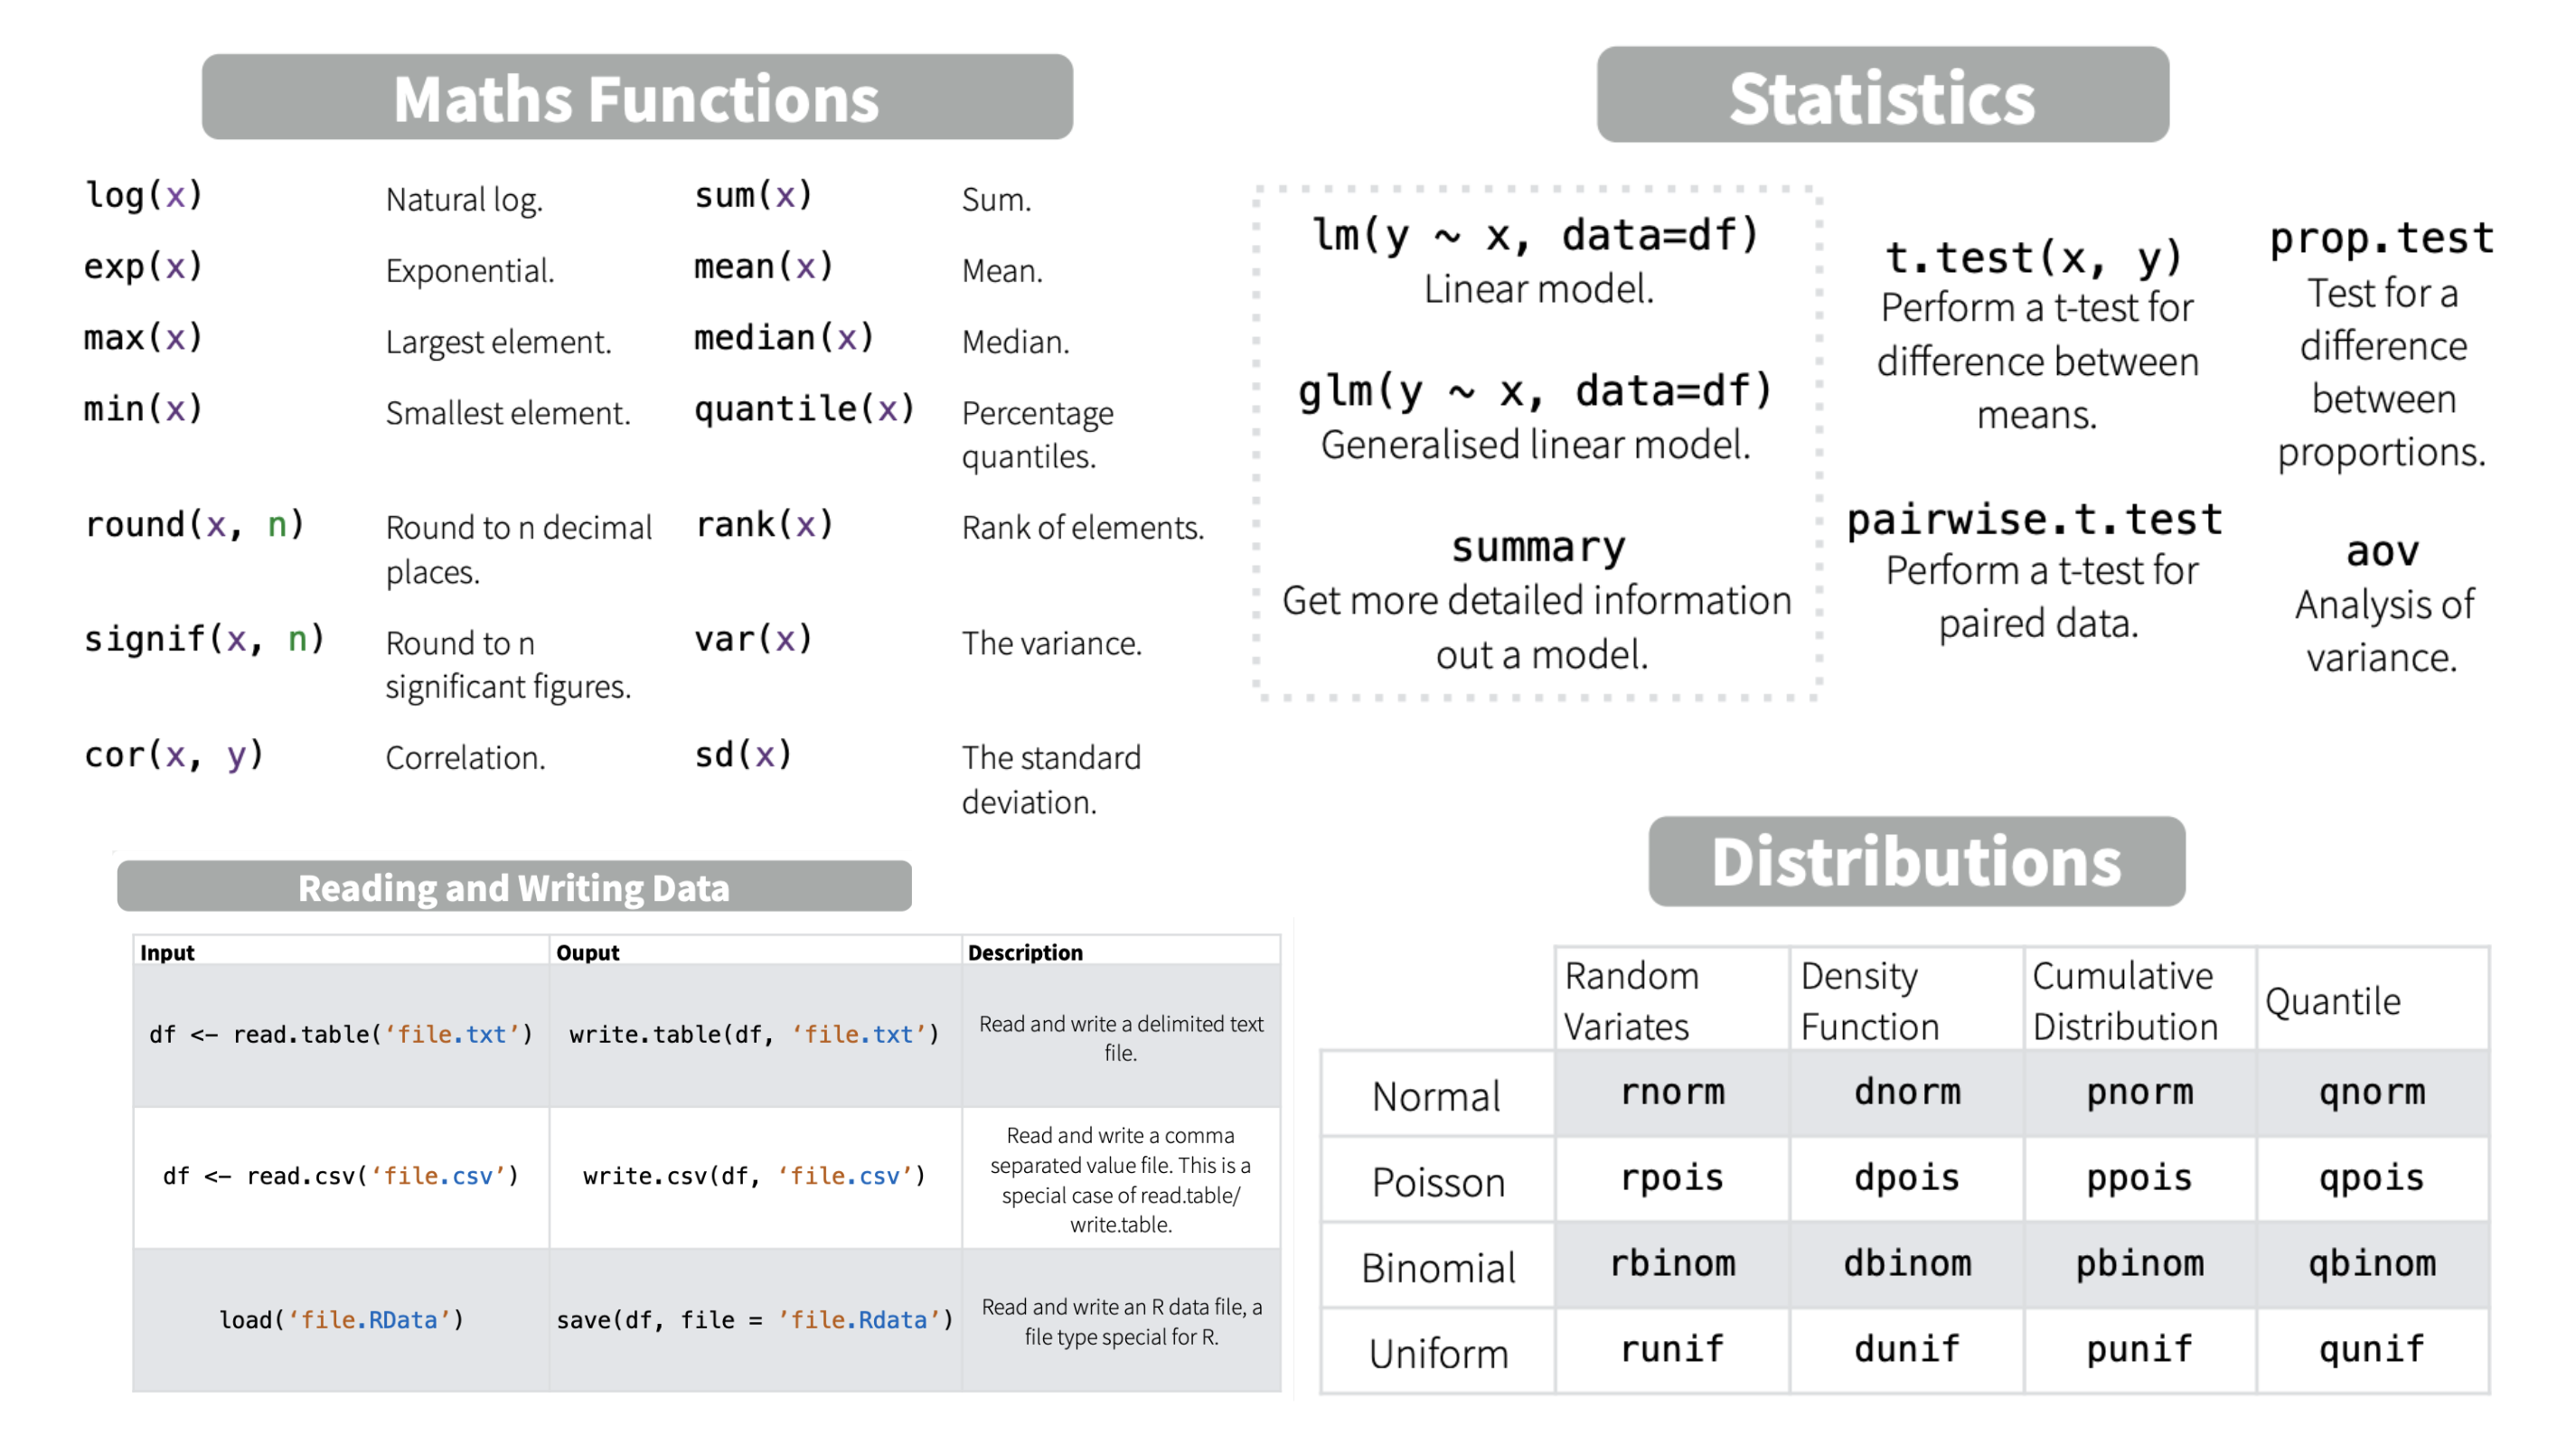 Maths Functions
log(x) Natural log. sum(x) Sum.
exp(x) Exponential. mean(x) Mean.
max(x) Largest element. median(x) Median.
min(x) Smallest element. quantile(x) Percentage
quantiles.
round(x, n) Round to n decimal rank(x) Rank of elements.
places.
signif(x, n) Round to n var(x) The variance.
significant figures.
cor(x, y) Correlation. sd(x) The standard
deviation.
Statistics
lm(y ~ x, data=df)
Linear model.
glm(y ~ x, data=df)
Generalised linear model.
summary
Get more detailed information
out a model.
t.test(x, y)
Perform a t-test for
difference between
means.
pairwise.t.test
Perform a t-test for
paired data.
prop.test
Test for a
difference
between
proportions.
aov
Analysis of
variance.
Reading and Writing Data
Input Ouput Description
df <- read.table(‘file.txt’) write.table(df, ‘file.txt’) Read and write a delimited text
file.
df <- read.csv(‘file.csv’) write.csv(df, ‘file.csv’) Read and write a comma
separated value file. This is a
special case of read.table/
write.table.
load(‘file.RData’) save(df, file = ’file.Rdata’) Read and write an R data file, a
file type special for R.
Distributions
Random Density Cumulative Quantile
Variates Function Distribution
Normal rnorm dnorm pnorm qnorm
Poisson rpois dpois ppois qpois
Binomial rbinom dbinom pbinom qbinom
Uniform runif dunif punif qunif